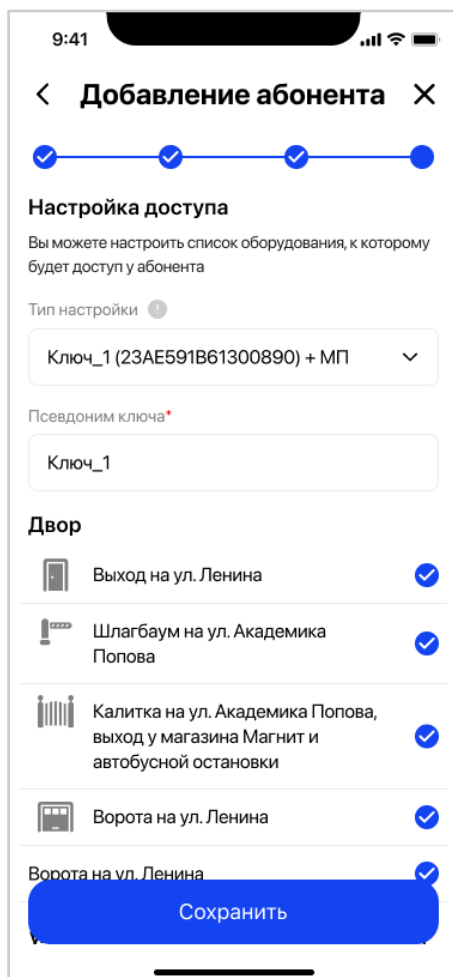 9:41
Добавление абонента
Настройка доступа
Вы можете настроить список оборудования, к которому
будет доступ у абонента
Тип настройки
Ключ_1 (23AE591B61300890) + МП
Псевдоним ключа*
Ключ_1
Двор
Выход на ул. Ленина
Шлагбаум на ул. Академика
Попова
Калитка на ул. Академика Попова,
выход у магазина Магнит и
автобусной остановки
Ворота на ул. Ленина
Ворота на ул. Ленина
Сохранить